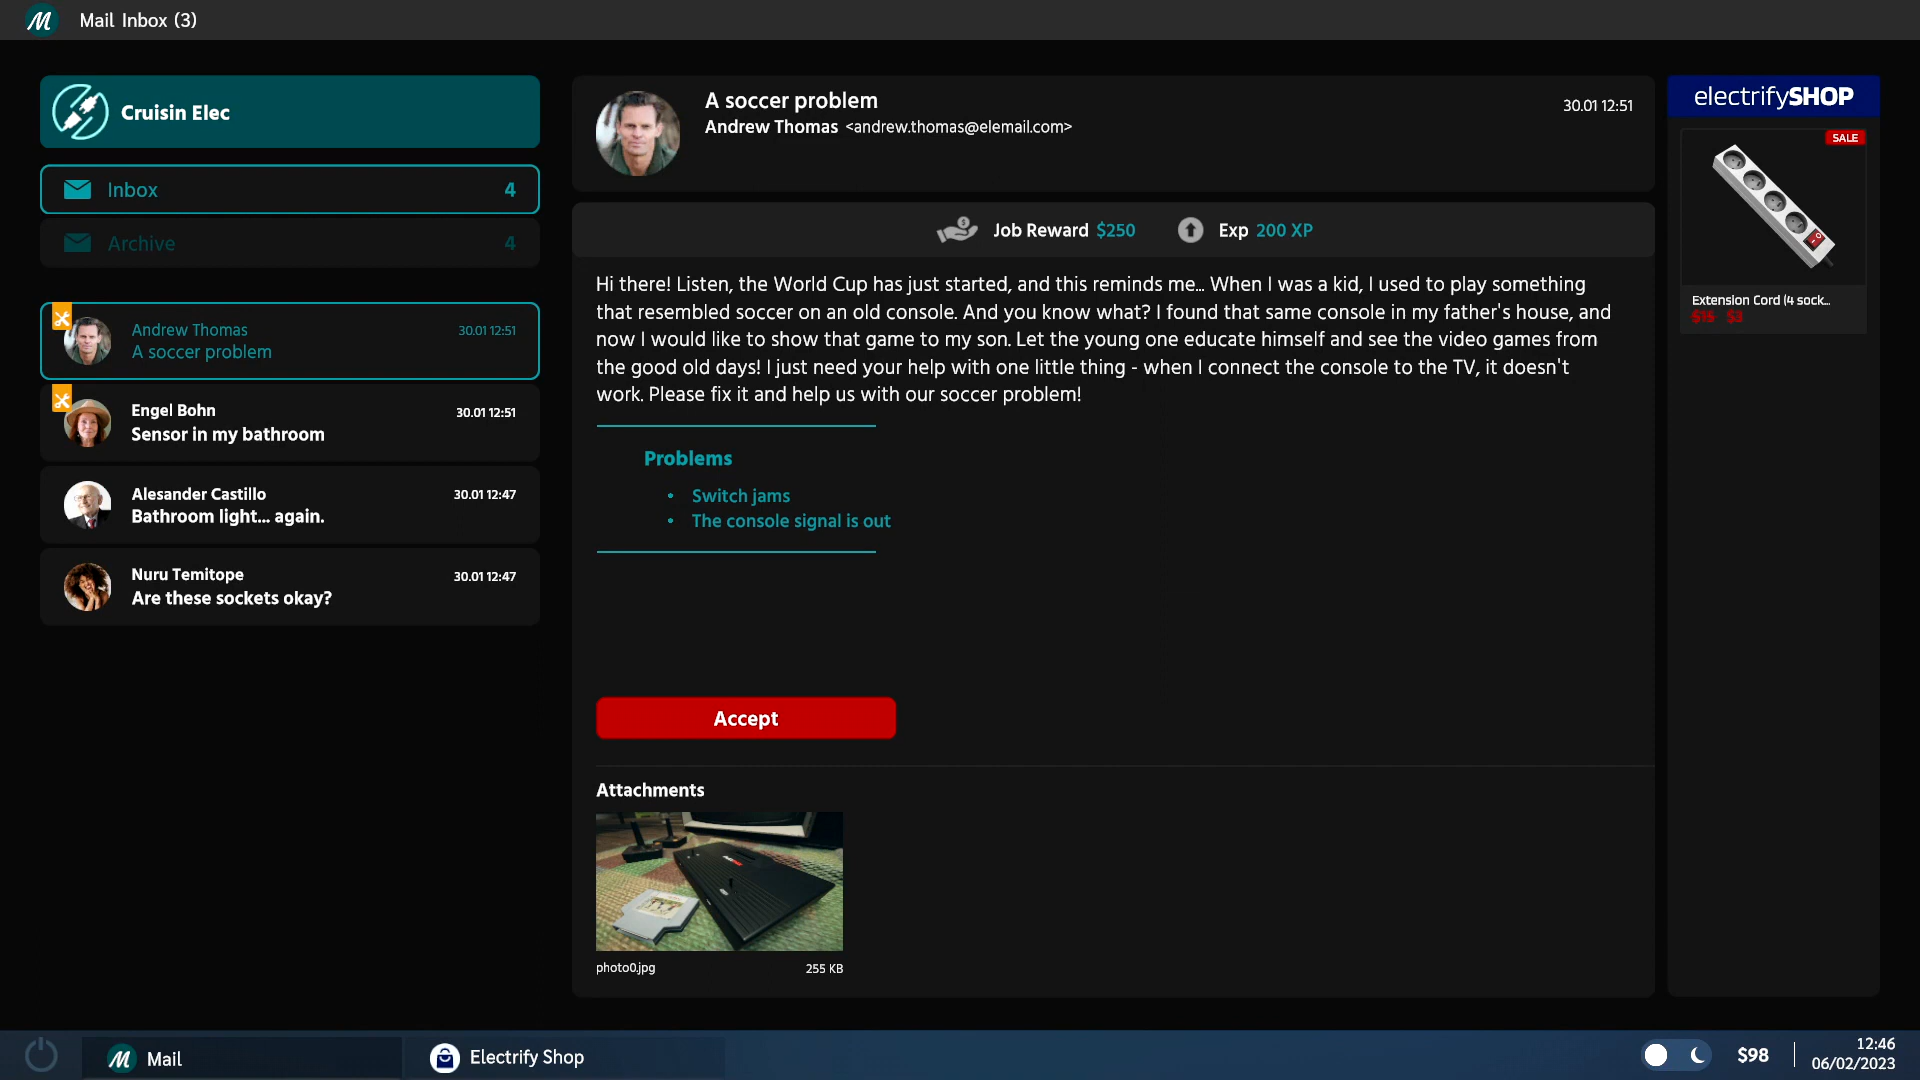 Mail Inbox (3)
Cruisin Elec
Inbox 4
Archive 4
Andrew Thomas 30.01 12:51
A soccer problem
Engel Bohn 30.01 12:51
Sensor in my bathroom
Alesander Castillo 30.01 12:47
Bathroom light... again.
Nuru Temitope 30.01 12:47
Are these sockets okay?
A soccer problem
Andrew Thomas <andrew.thomas@elemail.com>
30.01 12:51
Job Reward $250 Exp 200 XP
Hi there! Listen, the World Cup has just started, and this reminds me... When I was a kid, I used to play something
that resembled soccer on an old console. And you know what? I found that same console in my father's house, and
now I would like to show that game to my son. Let the young one educate himself and see the video games from
the good old days! I just need your help with one little thing - when I connect the console to the TV, it doesn't
work. Please fix it and help us with our soccer problem!
Problems
• Switch jams
• The console signal is out
Accept
Attachments
photo0.jpg 255 KB
electrifySHOP
SALE
Extension Cord (4 sock...
$15 $3
Mail
Electrify Shop
$98
12:46
06/02/2023